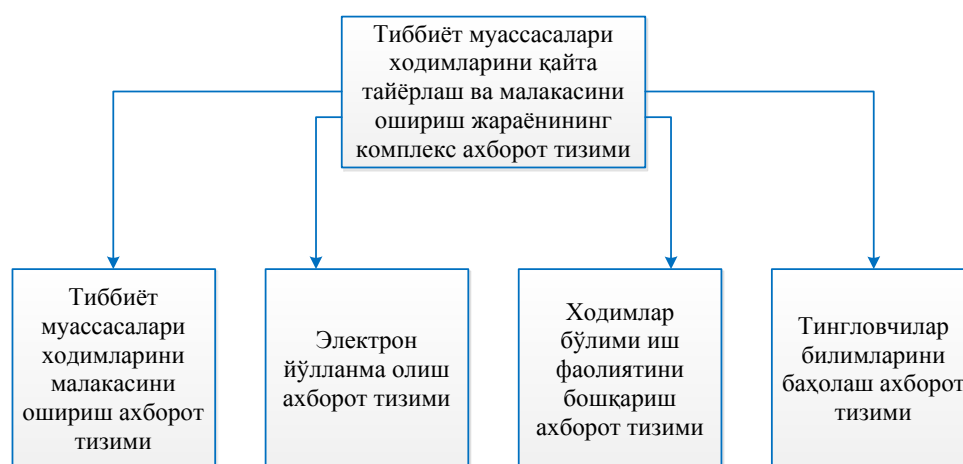 Тиббиёт муассасалари
ходимларини қайта
тайёрлаш ва малакасини
ошириш жараёнининг
комплекс ахборот тизими
Тиббиёт
муассасалари
ходимларини
малакасини
ошириш ахборот
тизими
Электрон
йўлланма олиш
ахборот тизими
Ходимлар
бўлими иш
фаолиятини
бошқариш
ахборот тизими
Тингловчилар
билимларини
баҳолаш ахборот
тизими